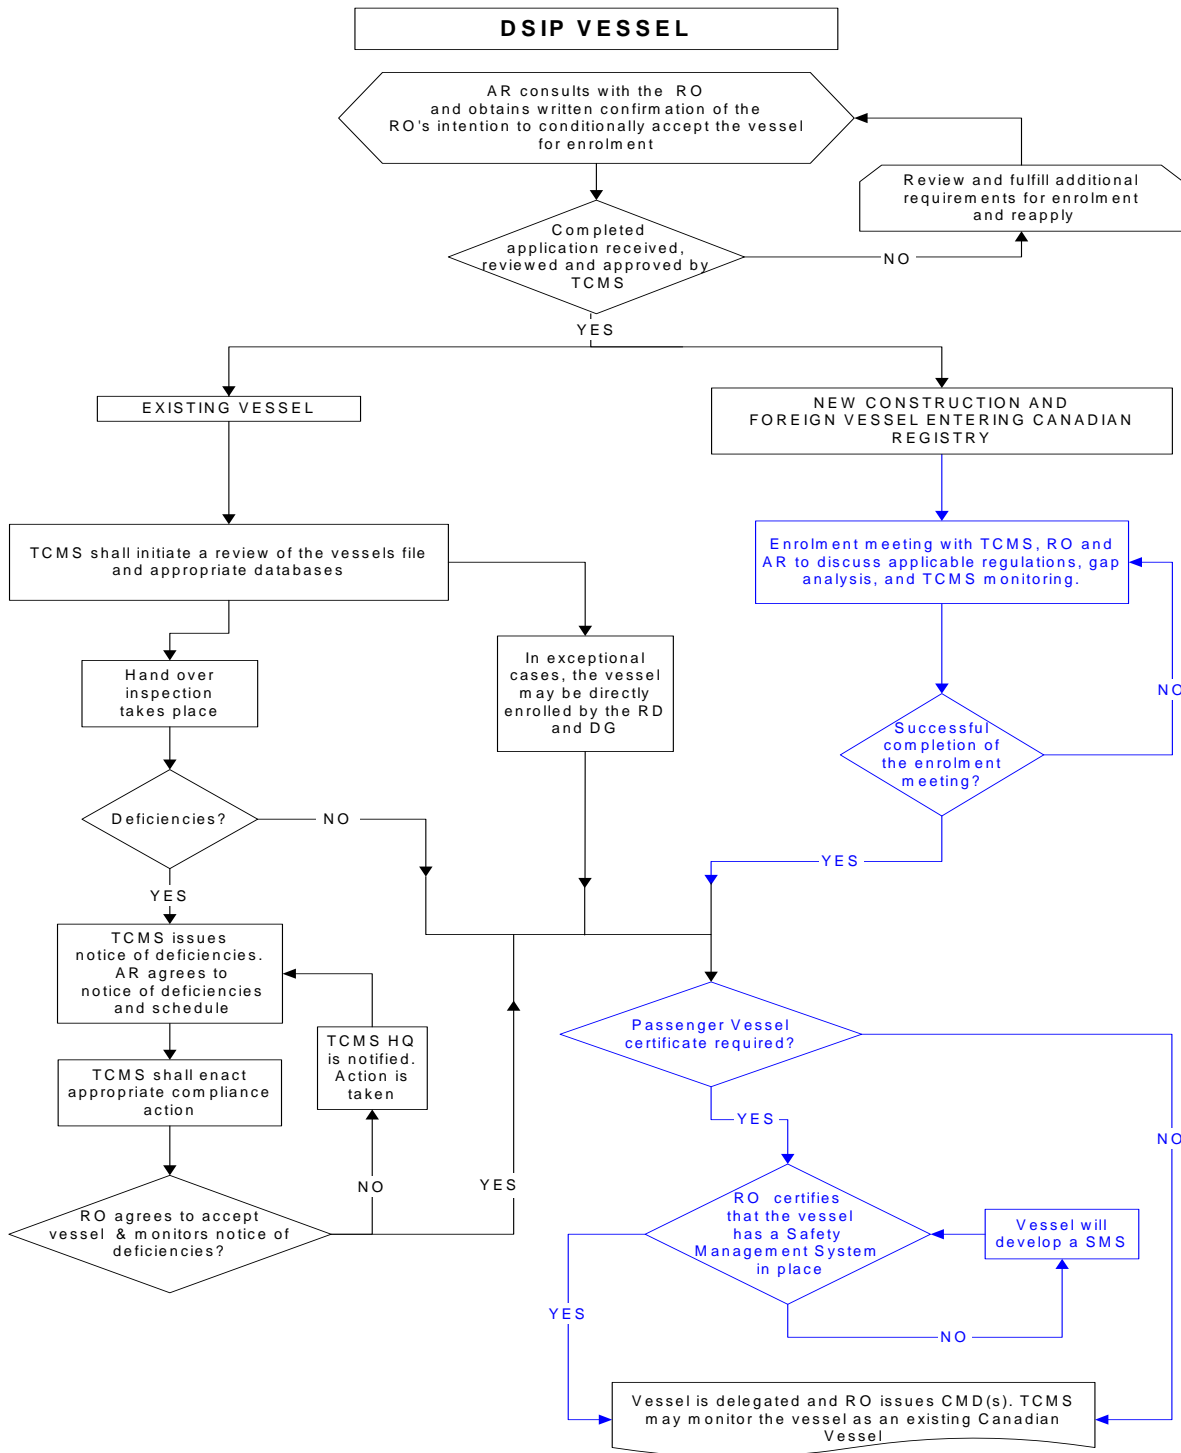 DSIP VESSEL
AR consults with the RO
and obtains written confirmation of the
RO's intention to conditionally accept the vessel
for enrolment
Review and fulfill additional
requirements for enrolment
and reapply
Completed
application received,
reviewed and approved by
TCMS
NO
YES
EXISTING VESSEL
NEW CONSTRUCTION AND
FOREIGN VESSEL ENTERING CANADIAN
REGISTRY
TCMS shall initiate a review of the vessels file
and appropriate databases
Enrolment meeting with TCMS, RO and
AR to discuss applicable regulations, gap
analysis, and TCMS monitoring.
Hand over
inspection
takes place
In exceptional
cases, the vessel
may be directly
enrolled by the RD
and DG
NO
Successful
completion of
the enrolment
meeting?
Deficiencies?
NO
YES
YES
TCMS issues
notice of deficiencies.
AR agrees to
notice of deficiencies
and schedule
TCMS HQ
is notified.
Action is
taken
Passenger Vessel
certificate required?
TCMS shall enact
appropriate compliance
action
YES
NO
NO
YES
RO agrees to accept
vessel & monitors notice of
deficiencies?
RO certifies
that the vessel
has a Safety
Management System
in place
Vessel will
develop a SMS
YES
NO
Vessel is delegated and RO issues CMD(s). TCMS
may monitor the vessel as an existing Canadian
Vessel